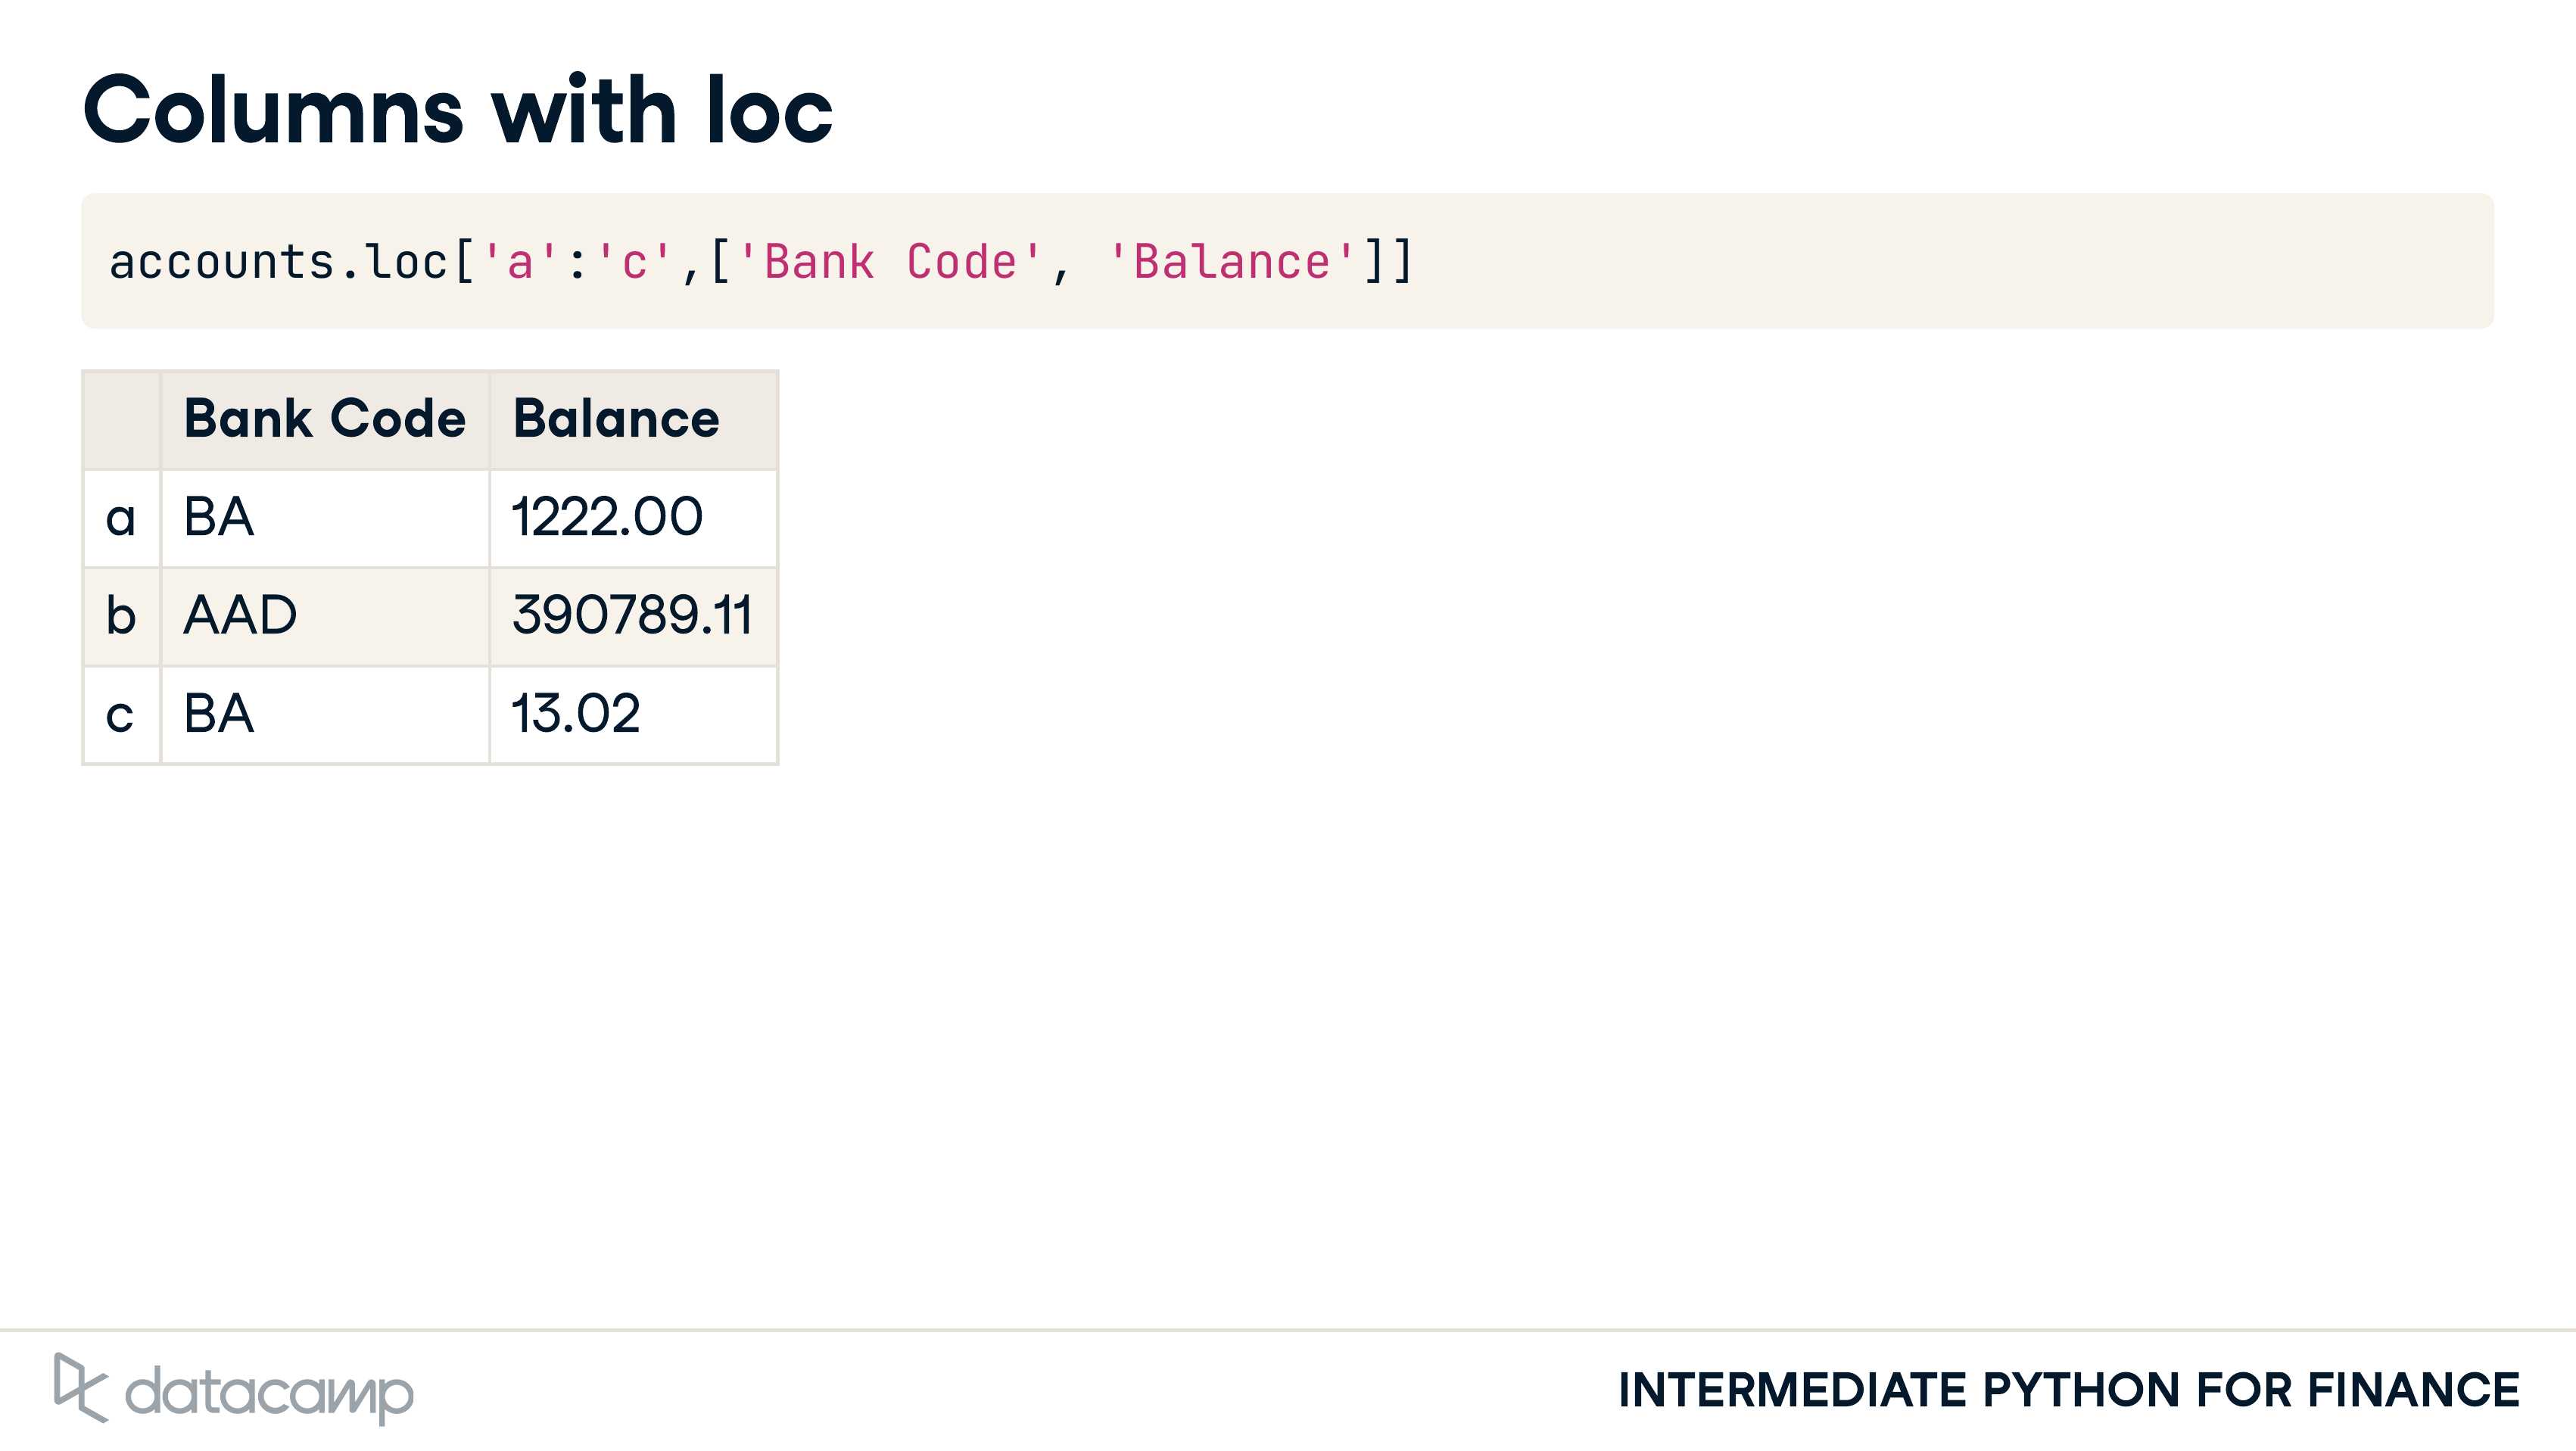 Columns with loc
accounts.loc['a':'c',['Bank Code', 'Balance']]
Bank Code Balance
a BA 1222.00
b AAD 390789.11
c BA 13.02
datacamp
INTERMEDIATE PYTHON FOR FINANCE